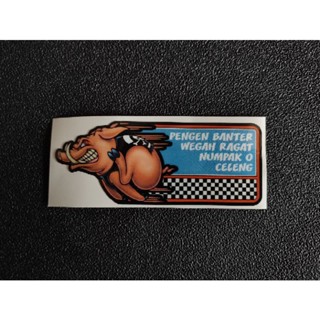 PENGEN BANTER
WEGAH RAGAT
NUMPAK O
CELENG